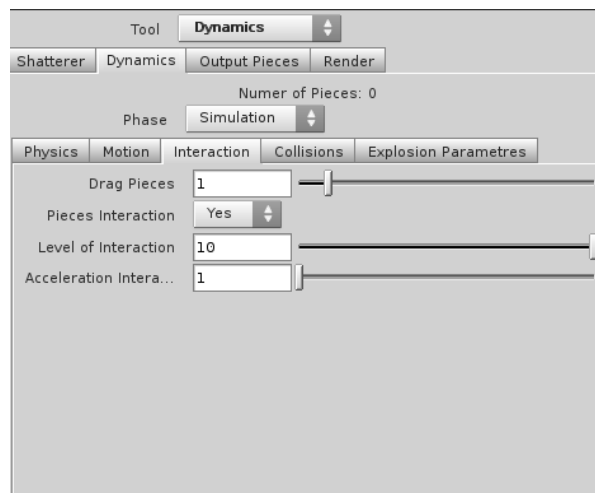 Tool Dynamics
Shatterer Dynamics Output Pieces Render
Numer of Pieces: 0
Phase Simulation
Physics Motion Interaction Collisions Explosion Parametres
Drag Pieces 1
Pieces Interaction Yes
Level of Interaction 10
Acceleration Intera... 1